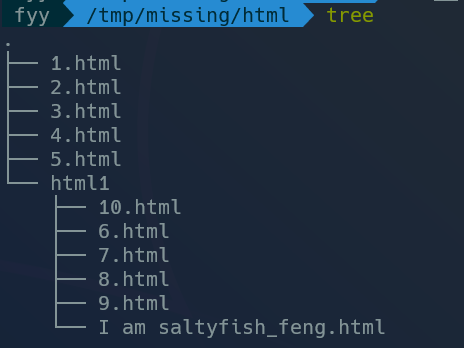 fyy /tmp/missing/html tree
.
├── 1.html
├── 2.html
├── 3.html
├── 4.html
├── 5.html
└── html1
    ├── 10.html
    ├── 6.html
    ├── 7.html
    ├── 8.html
    ├── 9.html
    └── I am saltyfish_feng.html